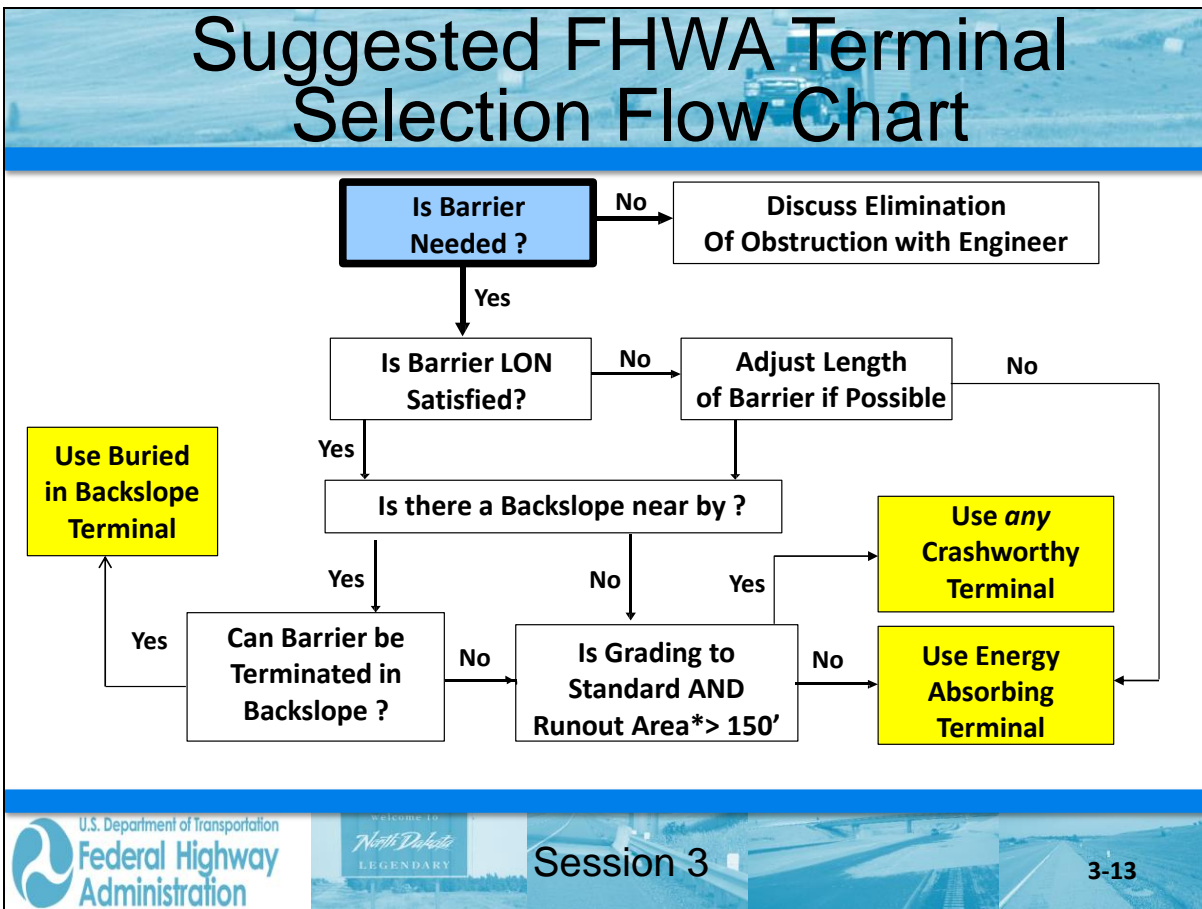 Suggested FHWA Terminal
Selection Flow Chart
Is Barrier
Needed ?
No
Discuss Elimination
Of Obstruction with Engineer
Yes
Is Barrier LON
Satisfied?
No
Adjust Length
of Barrier if Possible
No
Yes
Is there a Backslope near by ?
Use Buried
in Backslope
Terminal
Use any
Crashworthy
Terminal
Yes
No
Yes
Yes
Can Barrier be
Terminated in
Backslope ?
No
Is Grading to
Standard AND
Runout Area*> 150’
No
Use Energy
Absorbing
Terminal
U.S. Department of Transportation
Federal Highway
Administration
welcome to
North Dakota
LEGENDARY
Session 3
3-13